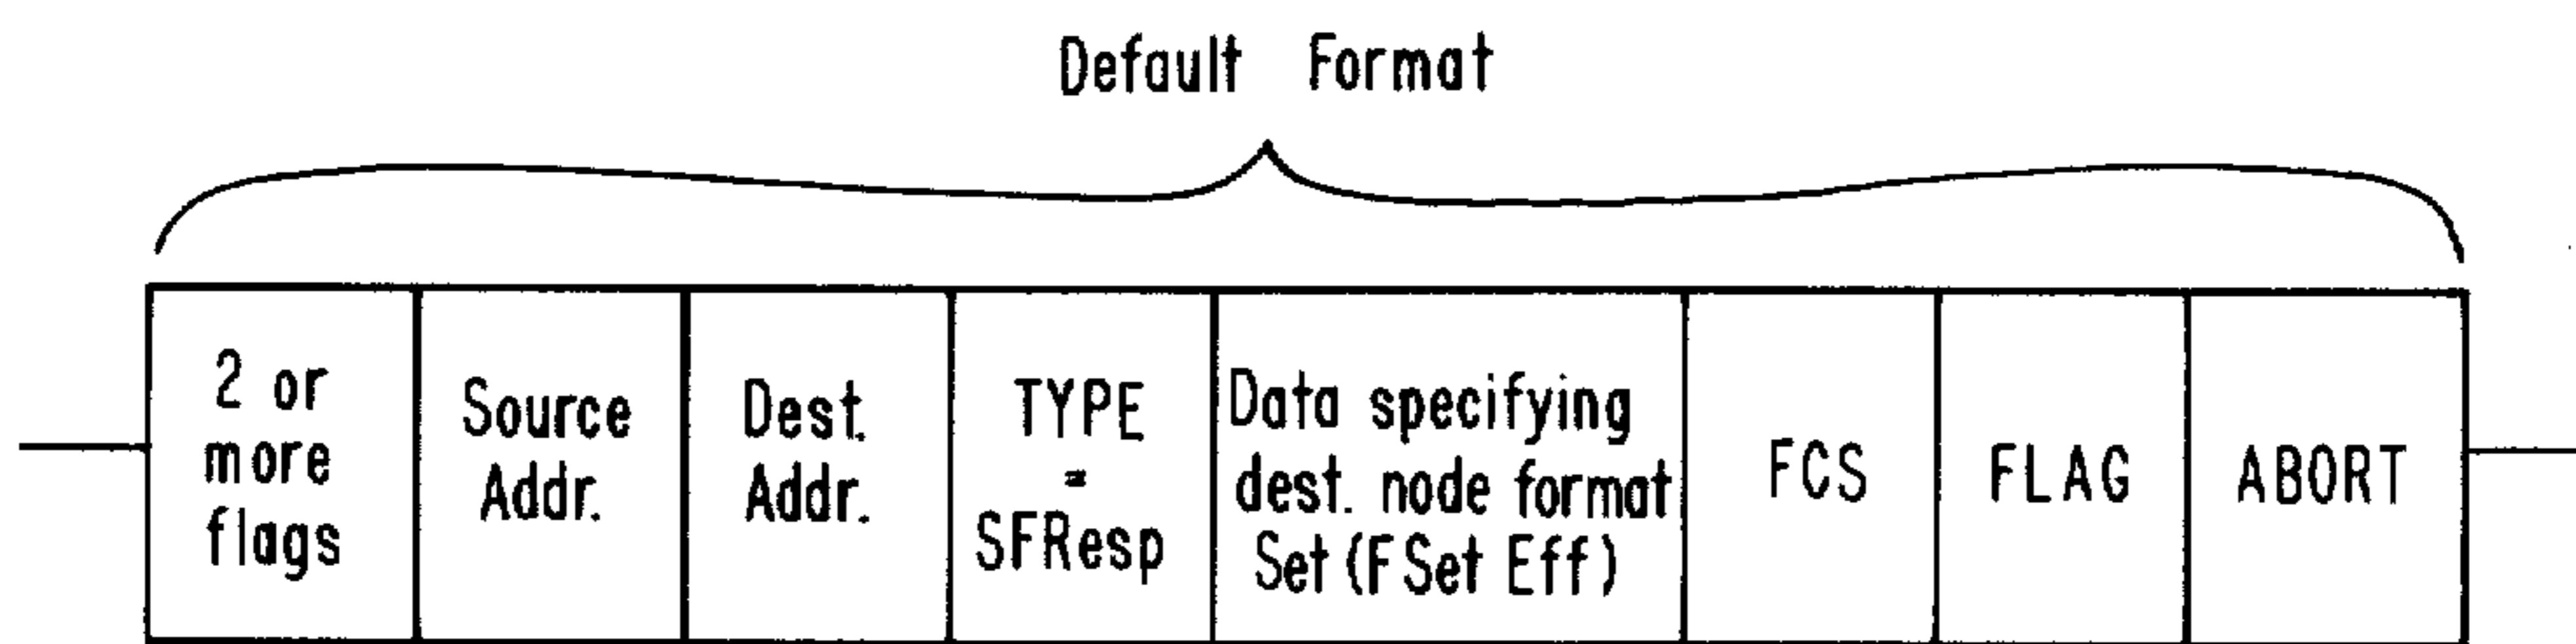 Default Format
2 or
more
flags
Source
Addr.
Dest.
Addr.
TYPE
=
SFResp
Data specifying
dest. node format
Set (FSet Eff)
FCS
FLAG
ABORT